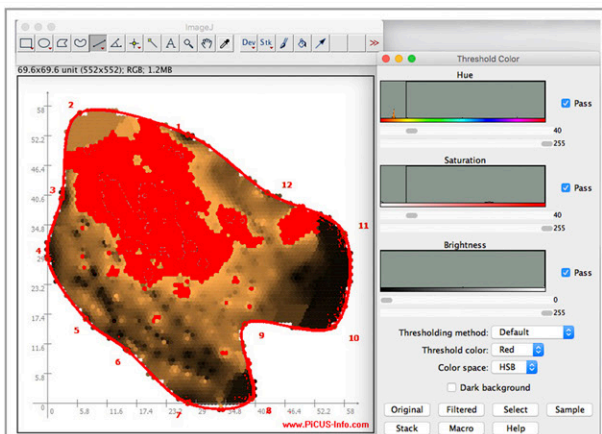 ImageJ
Dev Stk
69.6x69.6 unit (552x552); RGB; 1.2MB
58
52.2
46.4
40.6
34.8
29
23.2
17.4
11.6
5.8
0 5.8 11.6 17.4 23.2 29 34.8 40.6 46.4 52.2 58
1
2
3
4
5
6
7
8
9
10
11
12
www.PiCUS-Info.com
Threshold Color
Hue
Pass
40
255
Saturation
Pass
40
255
Brightness
Pass
0
255
Thresholding method: Default
Threshold color: Red
Color space: HSB
Dark background
Original Filtered Select Sample
Stack Macro Help